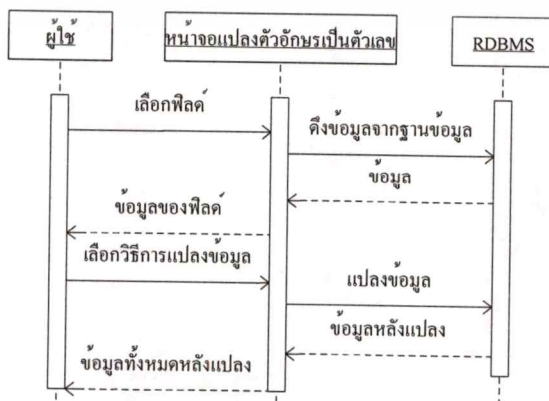 ผู้ใช้
หน้าจอแปลงตัวอักษรเป็นตัวเลข
RDBMS
เลือกฟิลด์
ดึงข้อมูลจากฐานข้อมูล
ข้อมูล
ข้อมูลของฟิลด์
เลือกวิธีการแปลงข้อมูล
แปลงข้อมูล
ข้อมูลหลังแปลง
ข้อมูลทั้งหมดหลังแปลง